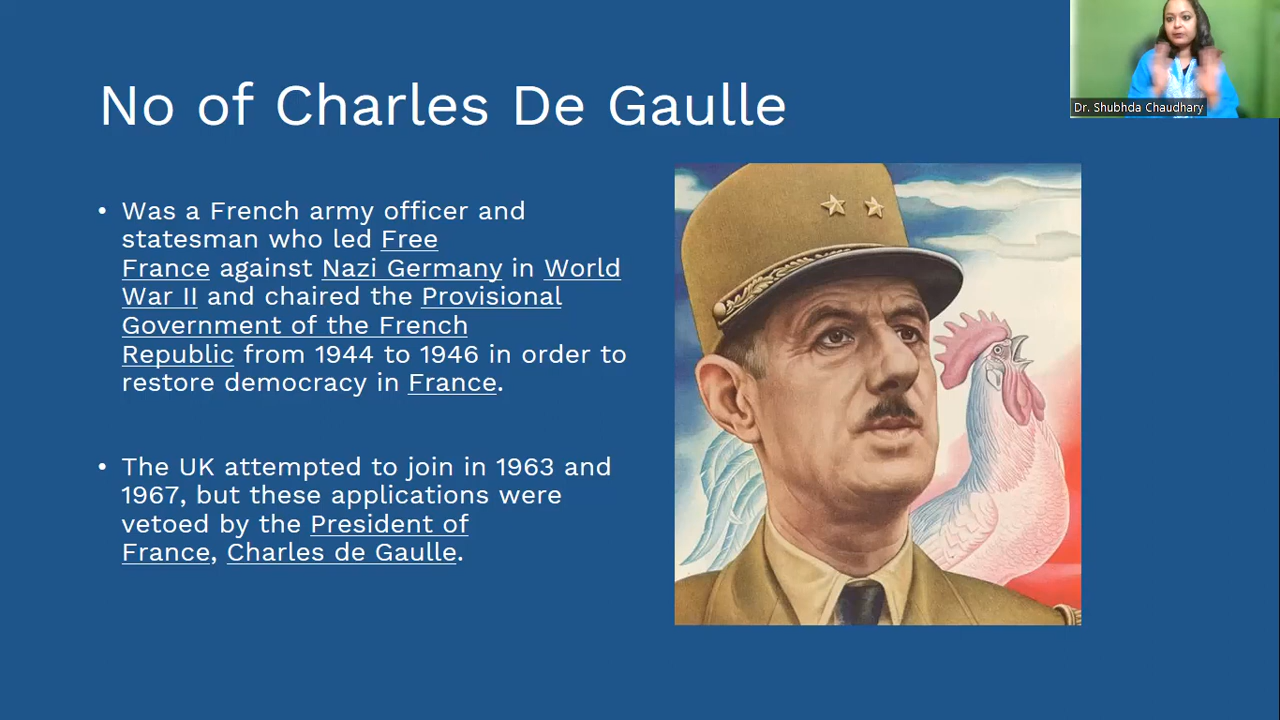 No of Charles De Gaulle
Dr. Shubhda Chaudhary
• Was a French army officer and
statesman who led Free
France against Nazi Germany in World
War II and chaired the Provisional
Government of the French
Republic from 1944 to 1946 in order to
restore democracy in France.
• The UK attempted to join in 1963 and
1967, but these applications were
vetoed by the President of
France, Charles de Gaulle.